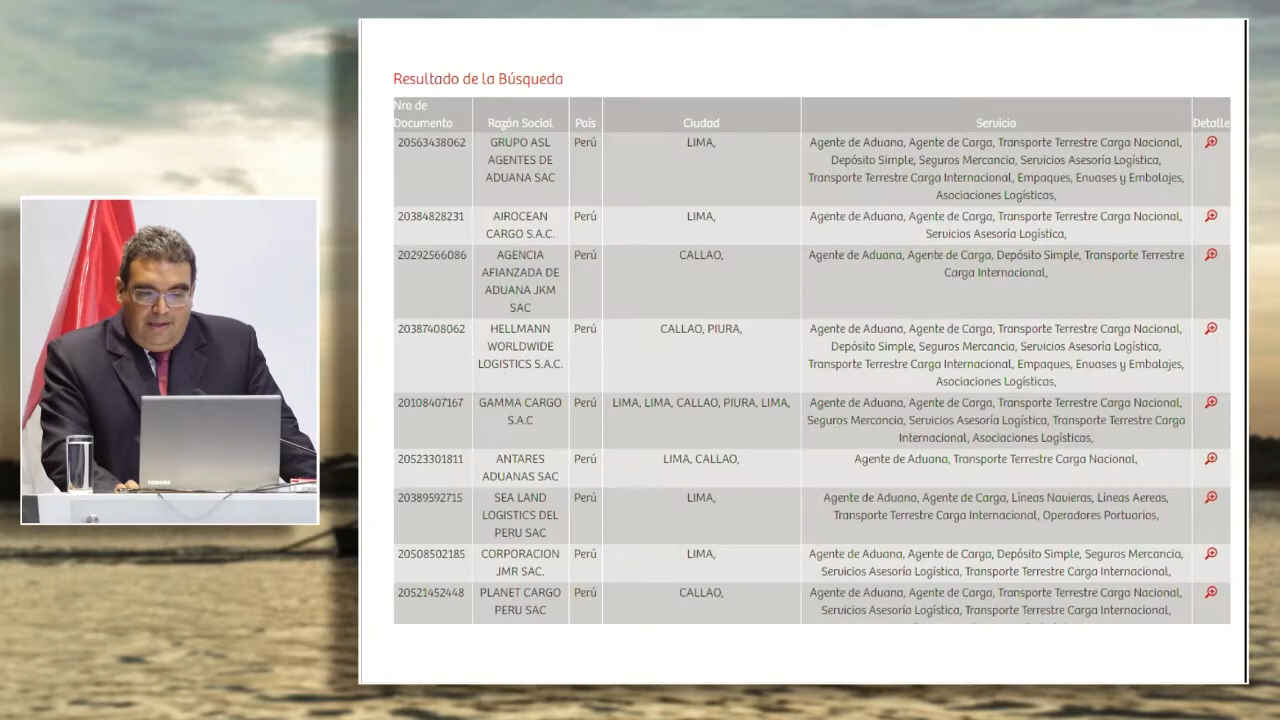 Resultado de la Búsqueda
Nro de
Documento Razón Social País Ciudad Servicio Detalle
20563438062 GRUPO ASL Perú LIMA, Agente de Aduana, Agente de Carga, Transporte Terrestre Carga Nacional,
AGENTES DE Depósito Simple, Seguros Mercancia, Servicios Asesoría Logística,
ADUANA SAC Transporte Terrestre Carga Internacional, Empaques, Envases y Embalajes,
Asociaciones Logísticas,
20384828231 AIROCEAN Perú LIMA, Agente de Aduana, Agente de Carga, Transporte Terrestre Carga Nacional,
CARGO S.A.C. Servicios Asesoría Logística,
20292566086 AGENCIA Perú CALLAO, Agente de Aduana, Agente de Carga, Depósito Simple, Transporte Terrestre
AFIANZADA DE Carga Internacional,
ADUANA JKM
SAC
20387408062 HELLMANN Perú CALLAO, PIURA, Agente de Aduana, Agente de Carga, Transporte Terrestre Carga Nacional,
WORLDWIDE Depósito Simple, Seguros Mercancia, Servicios Asesoría Logística,
LOGISTICS S.A.C. Transporte Terrestre Carga Internacional, Empaques, Envases y Embalajes,
Asociaciones Logísticas,
20108407167 GAMMA CARGO Perú LIMA, LIMA, CALLAO, PIURA, LIMA, Agente de Aduana, Agente de Carga, Transporte Terrestre Carga Nacional,
S.A.C Seguros Mercancia, Servicios Asesoría Logística, Transporte Terrestre Carga
Internacional, Asociaciones Logísticas,
20523301811 ANTARES Perú LIMA, CALLAO, Agente de Aduana, Transporte Terrestre Carga Nacional,
ADUANAS SAC
20389592715 SEA LAND Perú LIMA, Agente de Aduana, Agente de Carga, Líneas Navieras, Líneas Aereas,
LOGISTICS DEL Transporte Terrestre Carga Internacional, Operadores Portuarios,
PERU SAC
20508502185 CORPORACION Perú LIMA, Agente de Aduana, Agente de Carga, Depósito Simple, Seguros Mercancia,
JMR SAC. Servicios Asesoría Logística, Transporte Terrestre Carga Internacional,
20521452448 PLANET CARGO Perú CALLAO, Agente de Aduana, Agente de Carga, Transporte Terrestre Carga Nacional,
PERU SAC Servicios Asesoría Logística, Transporte Terrestre Carga Internacional,
TOSHIBA